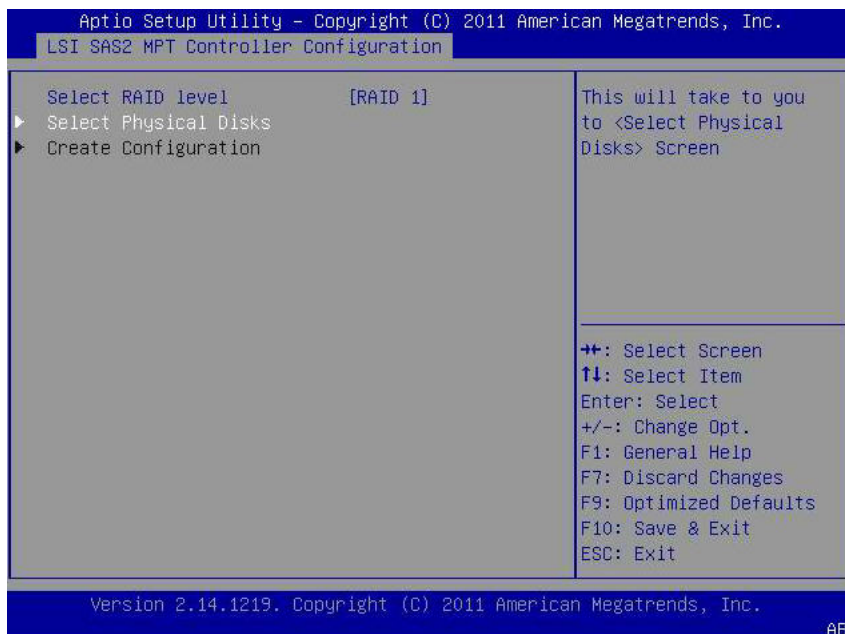 Aptio Setup Utility – Copyright (C) 2011 American Megatrends, Inc.
LSI SAS2 MPT Controller Configuration
Select RAID level [RAID 1]
Select Physical Disks
Create Configuration
This will take to you
to <Select Physical
Disks> Screen
→←: Select Screen
↑↓: Select Item
Enter: Select
+/-: Change Opt.
F1: General Help
F7: Discard Changes
F9: Optimized Defaults
F10: Save & Exit
ESC: Exit
Version 2.14.1219. Copyright (C) 2011 American Megatrends, Inc.